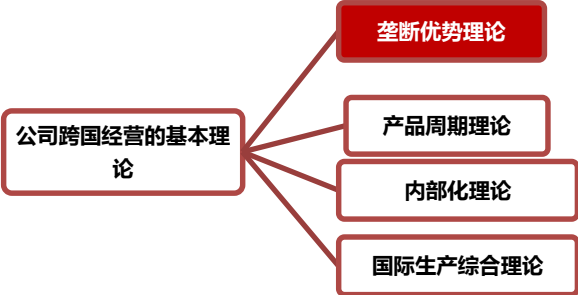 垄断优势理论
产品周期理论
公司跨国经营的基本理
论
内部化理论
国际生产综合理论